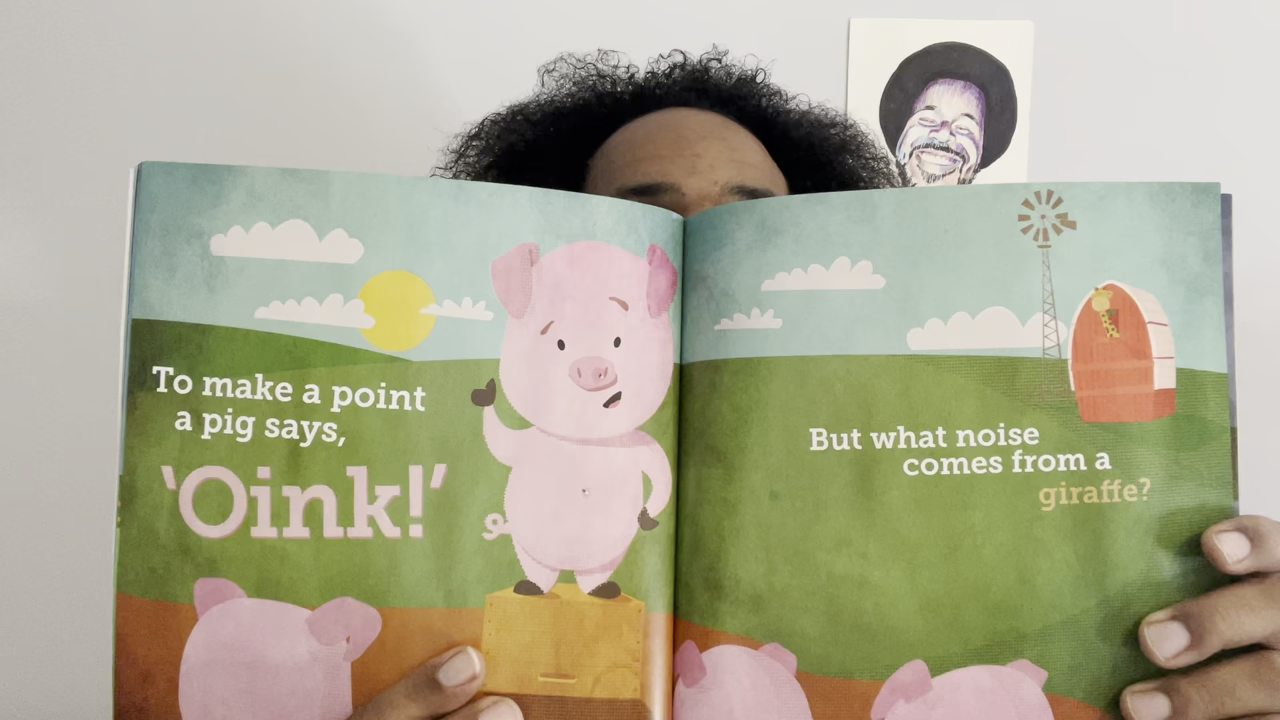 To make a point
a pig says,
‘Oink!’
But what noise
comes from a
giraffe?